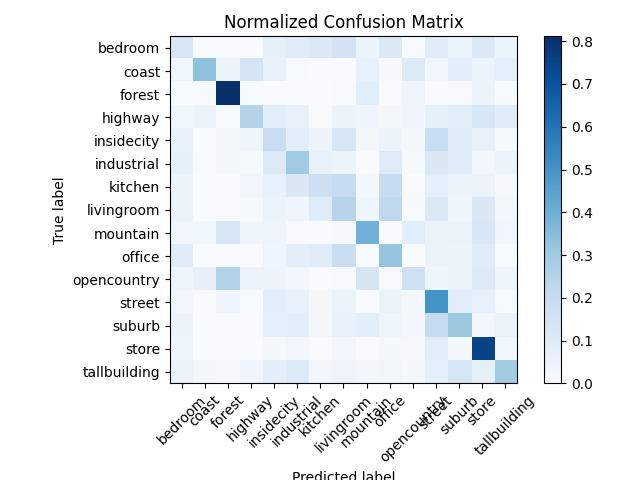 Normalized Confusion Matrix
bedroom
coast
forest
highway
insidecity
industrial
kitchen
livingroom
mountain
office
opencountry
street
suburb
store
tallbuilding
True label
bedroom
coast
forest
highway
insidecity
industrial
kitchen
livingroom
mountain
office
opencountry
street
suburb
store
tallbuilding
Predicted label
0.8
0.7
0.6
0.5
0.4
0.3
0.2
0.1
0.0